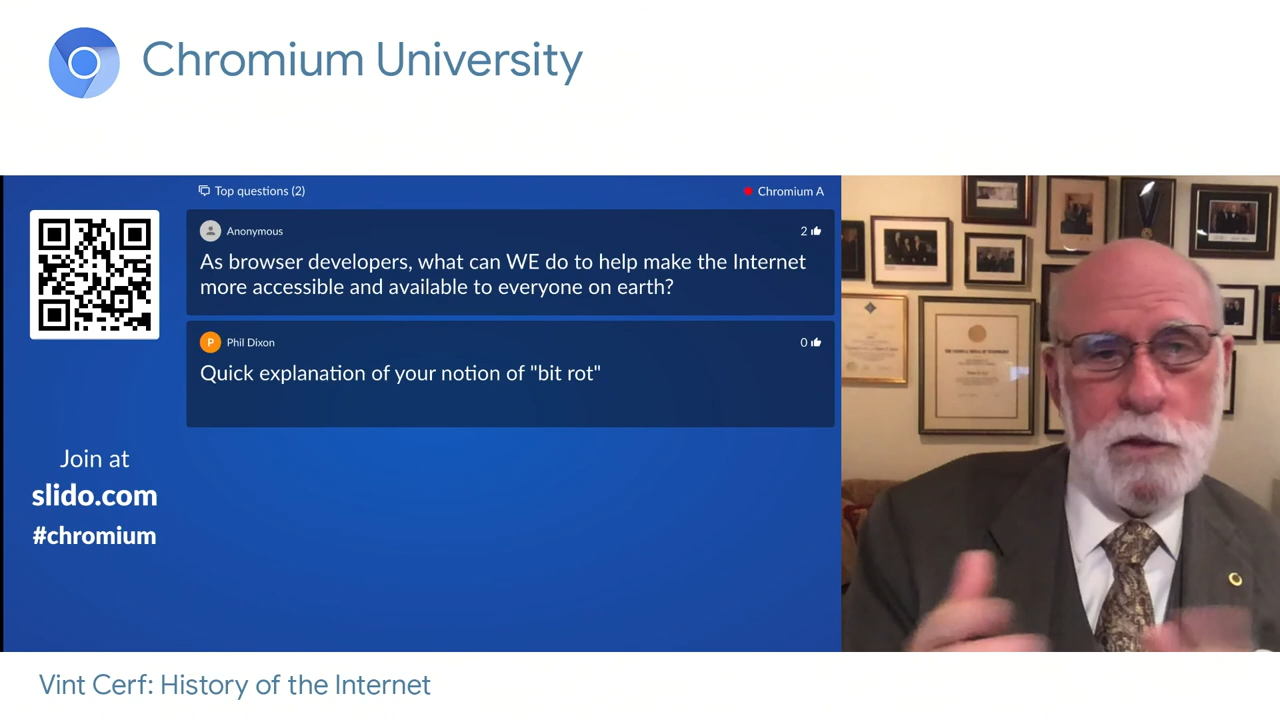 Chromium University
Top questions (2)
Chromium A
Anonymous
2
As browser developers, what can WE do to help make the Internet
more accessible and available to everyone on earth?
P
Phil Dixon
0
Quick explanation of your notion of "bit rot"
Join at
slido.com
#chromium
Vint Cerf: History of the Internet